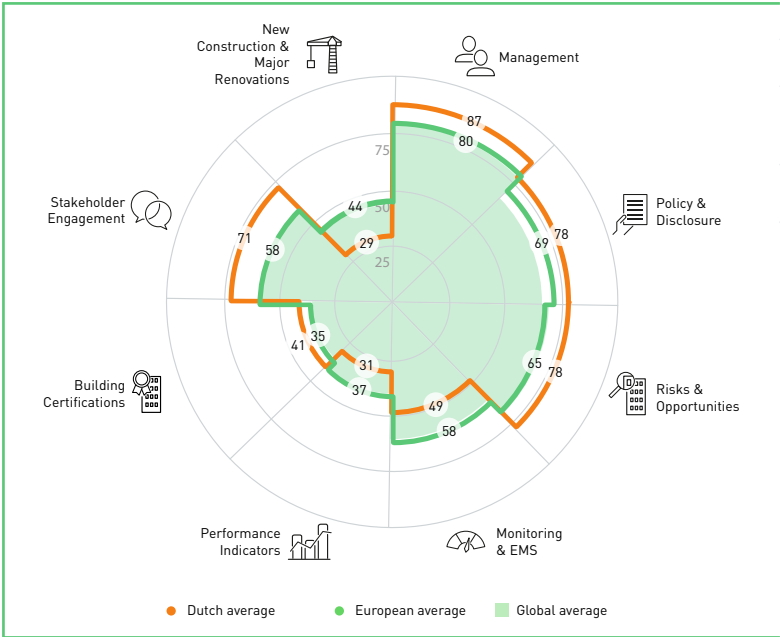 New
Construction &
Major
Renovations
Management
87
80
75
Policy &
Disclosure
Stakeholder
Engagement
44
50
78
71
29
69
58
25
35
41
65
78
31
37
49
58
Building
Certifications
Risks &
Opportunities
Performance
Indicators
Monitoring
& EMS
Dutch average
European average
Global average